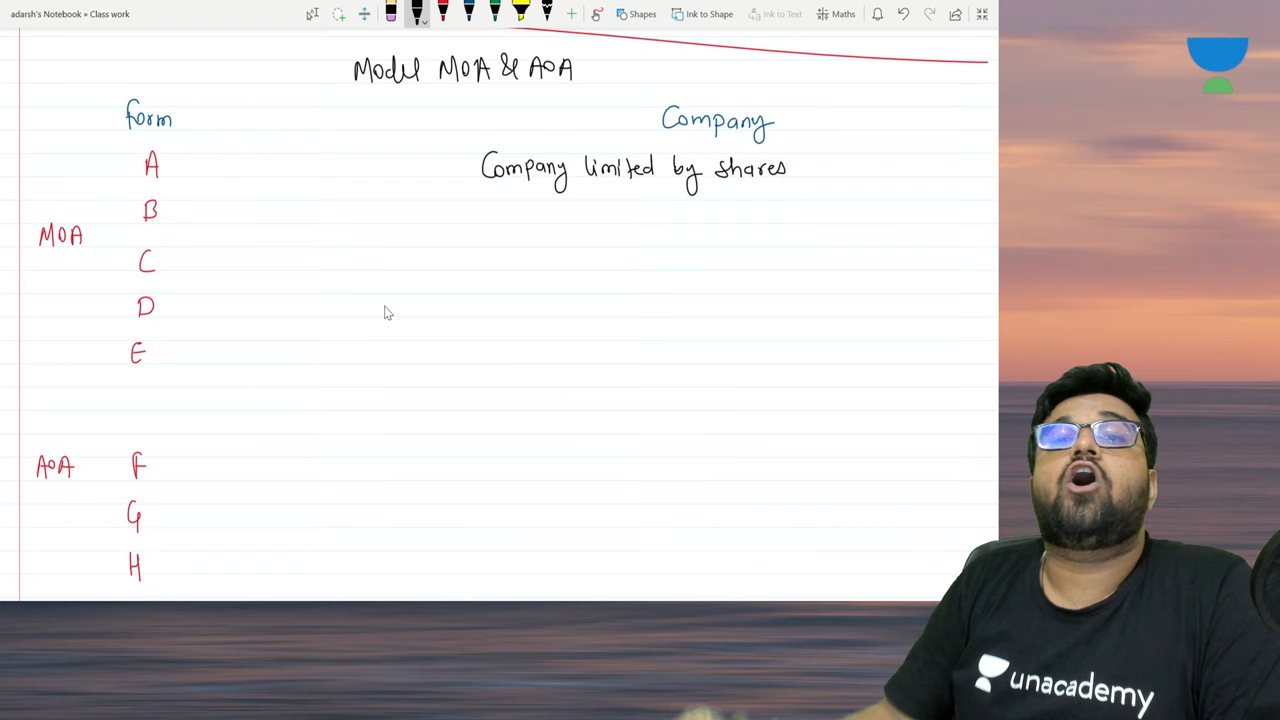 adarsh's Notebook » Class work
Shapes Ink to Shape Ink to Text Maths
Model MOA & AOA
form Company
A Company limited by shares
B
MOA
C
D
E
AOA F
G
H
unacademy